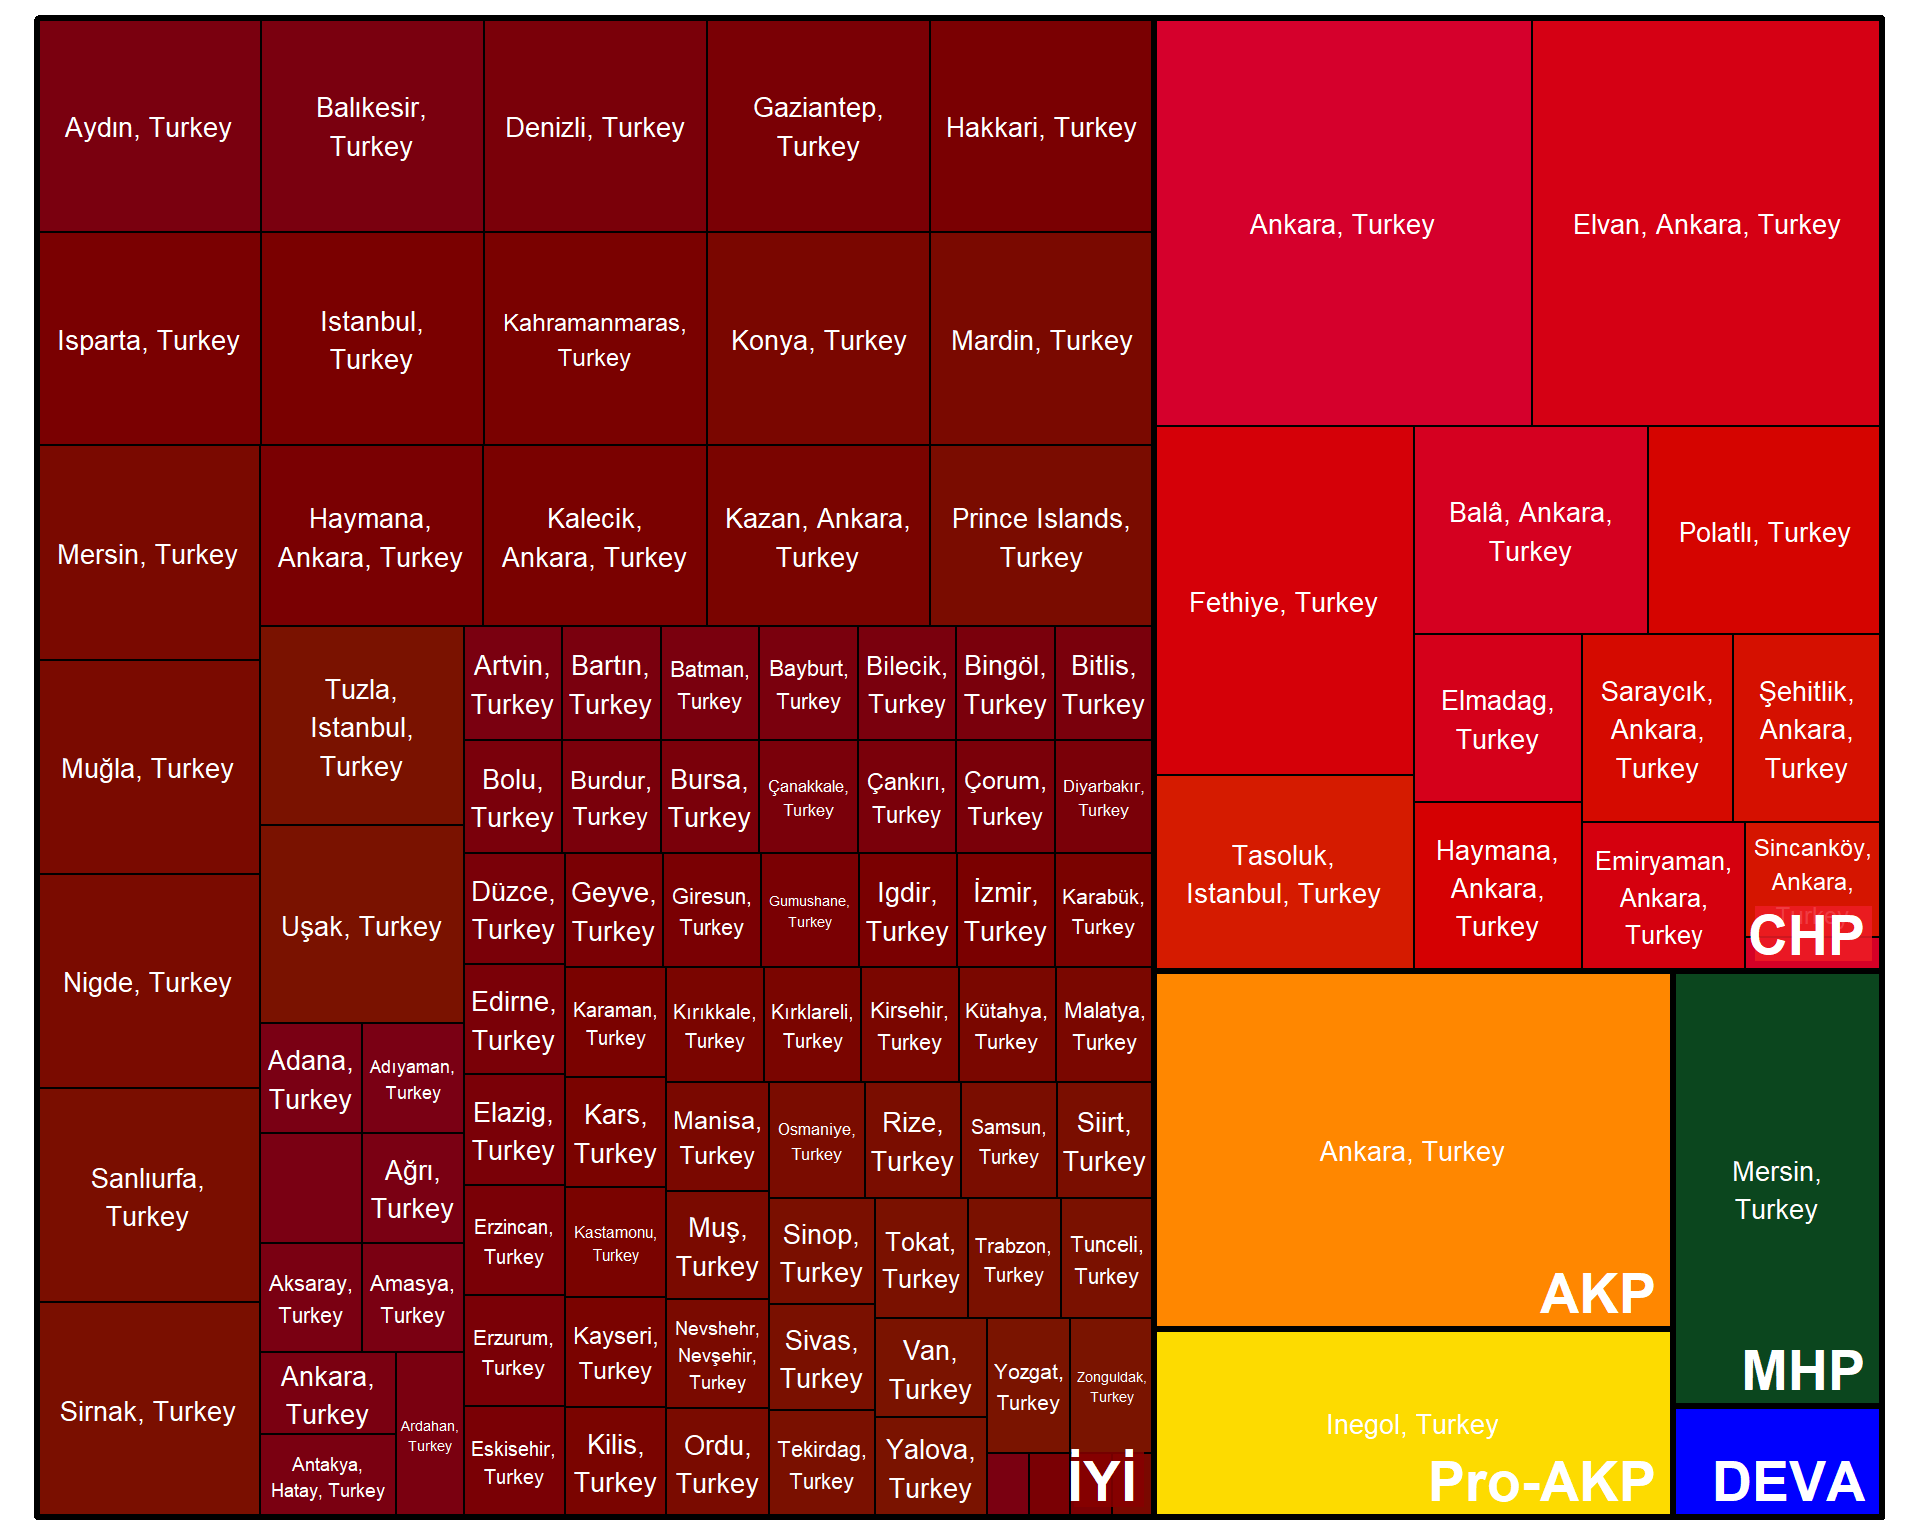 Aydın, Turkey
Balıkesir,
Turkey
Denizli, Turkey
Gaziantep,
Turkey
Hakkari, Turkey
Isparta, Turkey
Istanbul,
Turkey
Kahramanmaras,
Turkey
Konya, Turkey
Mardin, Turkey
Mersin, Turkey
Haymana,
Ankara, Turkey
Kalecik,
Ankara, Turkey
Kazan, Ankara,
Turkey
Prince Islands,
Turkey
Muğla, Turkey
Nigde, Turkey
Sanlıurfa,
Turkey
Sirnak, Turkey
Tuzla,
Istanbul,
Turkey
Uşak, Turkey
Adana,
Turkey
Adıyaman,
Turkey
Ağrı,
Turkey
Aksaray,
Turkey
Amasya,
Turkey
Ankara,
Turkey
Antakya,
Hatay, Turkey
Ardahan,
Turkey
Artvin,
Turkey
Bartın,
Turkey
Batman,
Turkey
Bayburt,
Turkey
Bilecik,
Turkey
Bingöl,
Turkey
Bitlis,
Turkey
Bolu,
Turkey
Burdur,
Turkey
Bursa,
Turkey
Çanakkale,
Turkey
Çankırı,
Turkey
Çorum,
Turkey
Diyarbakır,
Turkey
Düzce,
Turkey
Geyve,
Turkey
Giresun,
Turkey
Gumushane,
Turkey
Igdir,
Turkey
İzmir,
Turkey
Karabük,
Turkey
Edirne,
Turkey
Karaman,
Turkey
Kırıkkale,
Turkey
Kırklareli,
Turkey
Kirsehir,
Turkey
Kütahya,
Turkey
Malatya,
Turkey
Elazig,
Turkey
Kars,
Turkey
Manisa,
Turkey
Osmaniye,
Turkey
Rize,
Turkey
Samsun,
Turkey
Siirt,
Turkey
Erzincan,
Turkey
Kastamonu,
Turkey
Muş,
Turkey
Sinop,
Turkey
Tokat,
Turkey
Trabzon,
Turkey
Tunceli,
Turkey
Erzurum,
Turkey
Kayseri,
Turkey
Nevshehr,
Nevşehir,
Turkey
Sivas,
Turkey
Van,
Turkey
Yozgat,
Turkey
Zonguldak,
Turkey
Eskisehir,
Turkey
Kilis,
Turkey
Ordu,
Turkey
Tekirdag,
Turkey
Yalova,
Turkey
İYİ
Ankara, Turkey
Elvan, Ankara, Turkey
Fethiye, Turkey
Balâ, Ankara,
Turkey
Polatlı, Turkey
Elmadag,
Turkey
Saraycık,
Ankara,
Turkey
Şehitlik,
Ankara,
Turkey
Tasoluk,
Istanbul, Turkey
Haymana,
Ankara,
Turkey
Emiryaman,
Ankara,
Turkey
Sincanköy,
Ankara,
Turkey
CHP
Ankara, Turkey
AKP
Mersin,
Turkey
MHP
Inegol, Turkey
Pro-AKP
DEVA